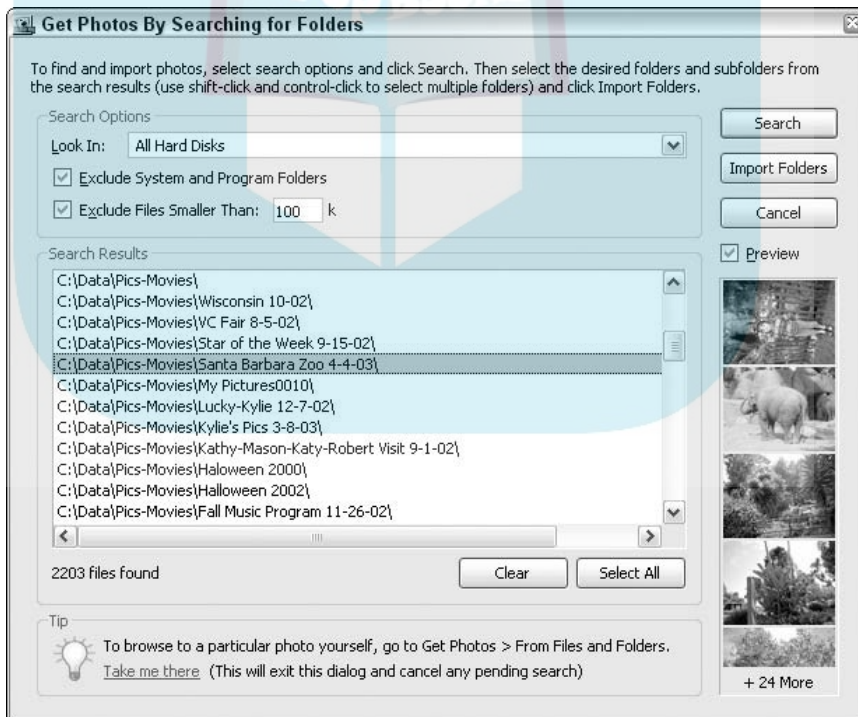 Get Photos By Searching for Folders
To find and import photos, select search options and click Search. Then select the desired folders and subfolders from
the search results (use shift-click and control-click to select multiple folders) and click Import Folders.
Search Options
Look In: All Hard Disks
Exclude System and Program Folders
Exclude Files Smaller Than: 100 k
Search
Import Folders
Cancel
Preview
Search Results
C:\Data\Pics-Movies\
C:\Data\Pics-Movies\Wisconsin 10-02\
C:\Data\Pics-Movies\VC Fair 8-5-02\
C:\Data\Pics-Movies\Star of the Week 9-15-02\
C:\Data\Pics-Movies\Santa Barbara Zoo 4-4-03\
C:\Data\Pics-Movies\My Pictures0010\
C:\Data\Pics-Movies\Lucky-Kylie 12-7-02\
C:\Data\Pics-Movies\Kylie's Pics 3-8-03\
C:\Data\Pics-Movies\Kathy-Mason-Katy-Robert Visit 9-1-02\
C:\Data\Pics-Movies\Haloween 2000\
C:\Data\Pics-Movies\Halloween 2002\
C:\Data\Pics-Movies\Fall Music Program 11-26-02\
2203 files found
Clear
Select All
+ 24 More
Tip
To browse to a particular photo yourself, go to Get Photos > From Files and Folders.
Take me there (This will exit this dialog and cancel any pending search)